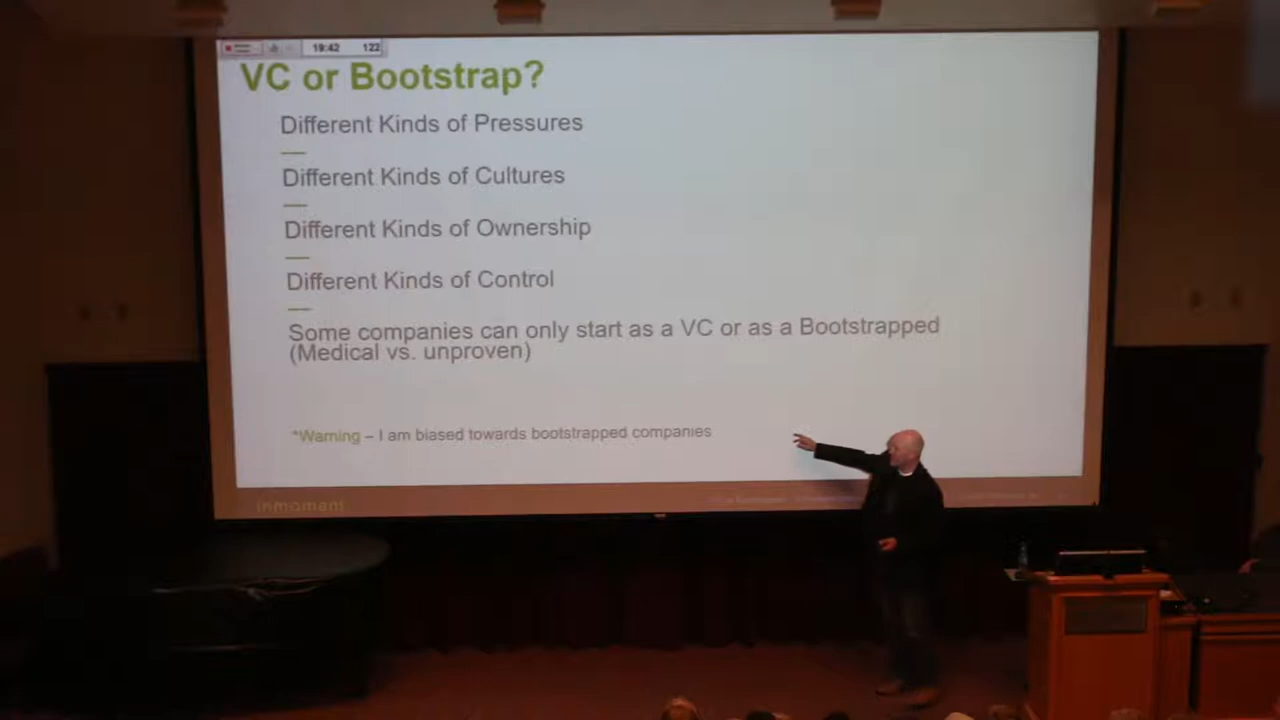 19:42 122
VC or Bootstrap?
Different Kinds of Pressures
Different Kinds of Cultures
Different Kinds of Ownership
Different Kinds of Control
Some companies can only start as a VC or as a Bootstrapped
(Medical vs. unproven)
*Warning – I am biased towards bootstrapped companies
inmoment